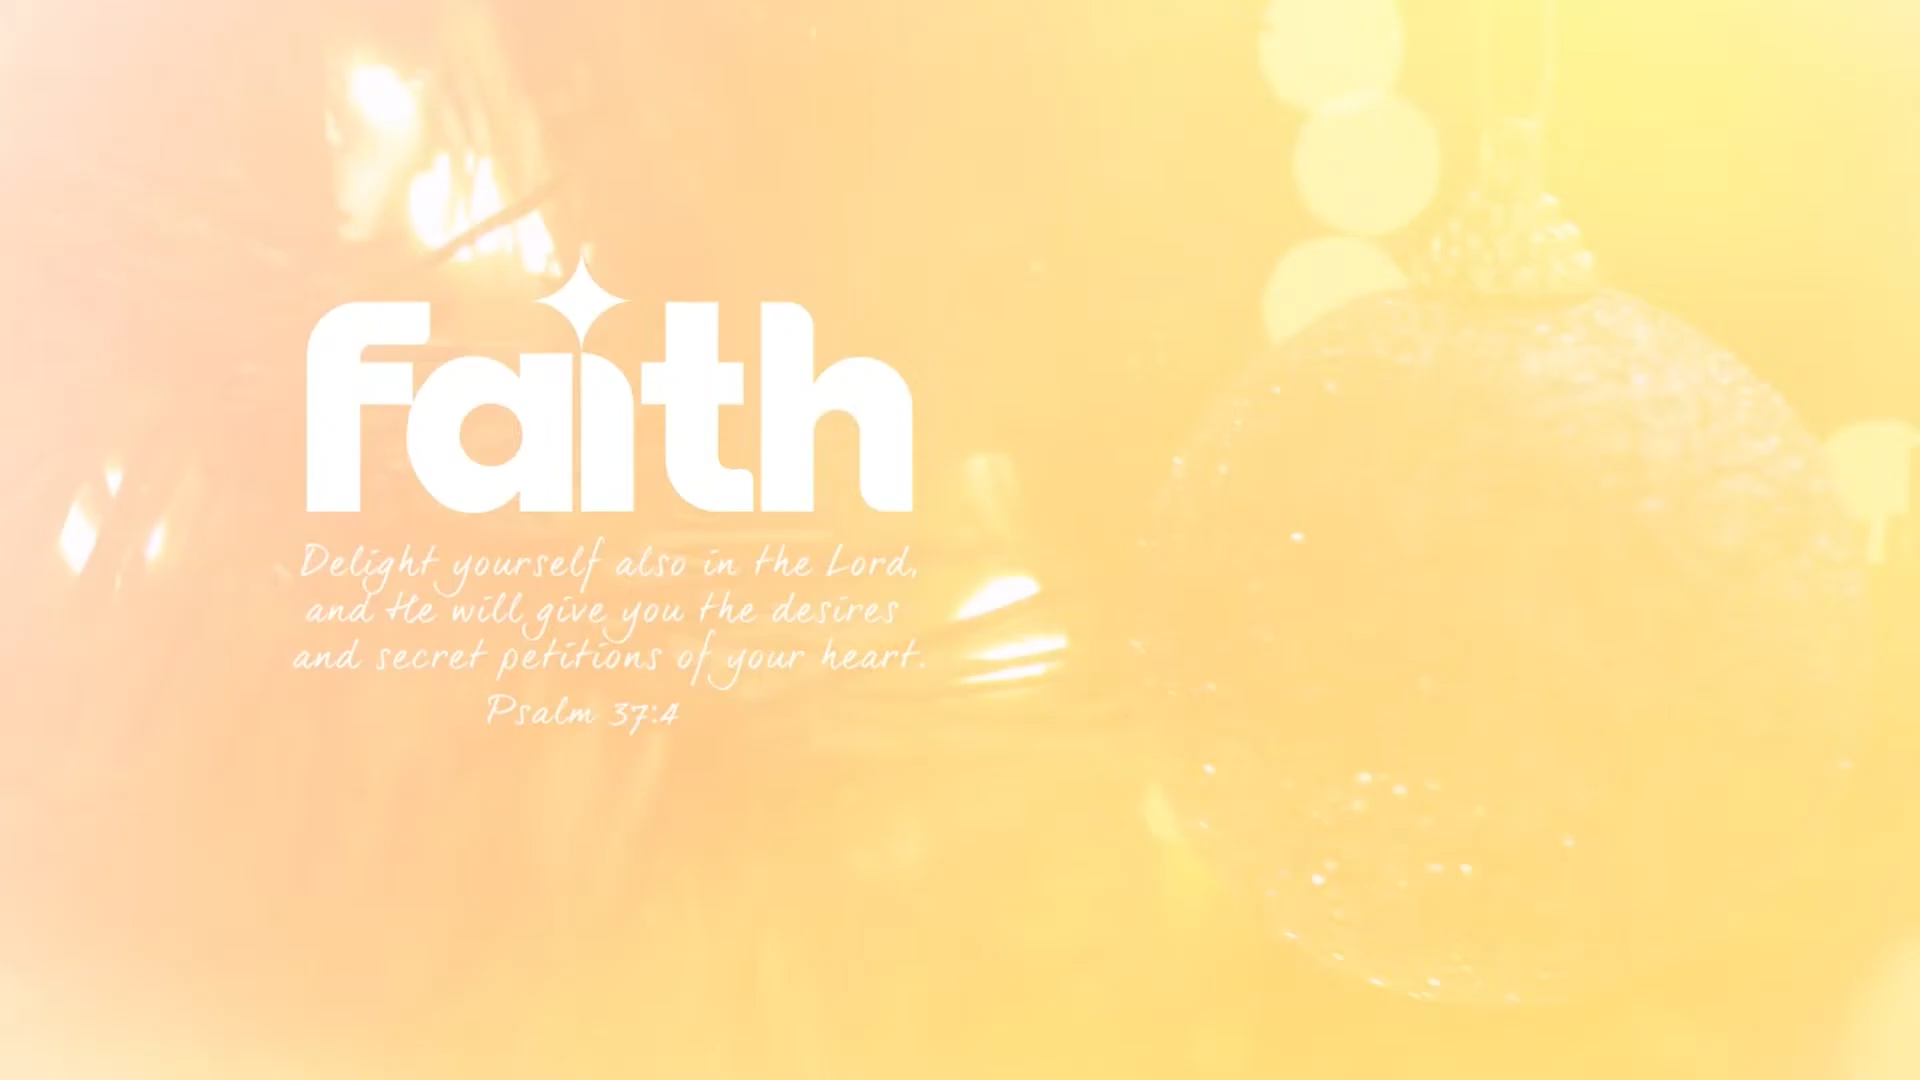 faith
Delight yourself also in the Lord,
and He will give you the desires
and secret petitions of your heart.
Psalm 37:4